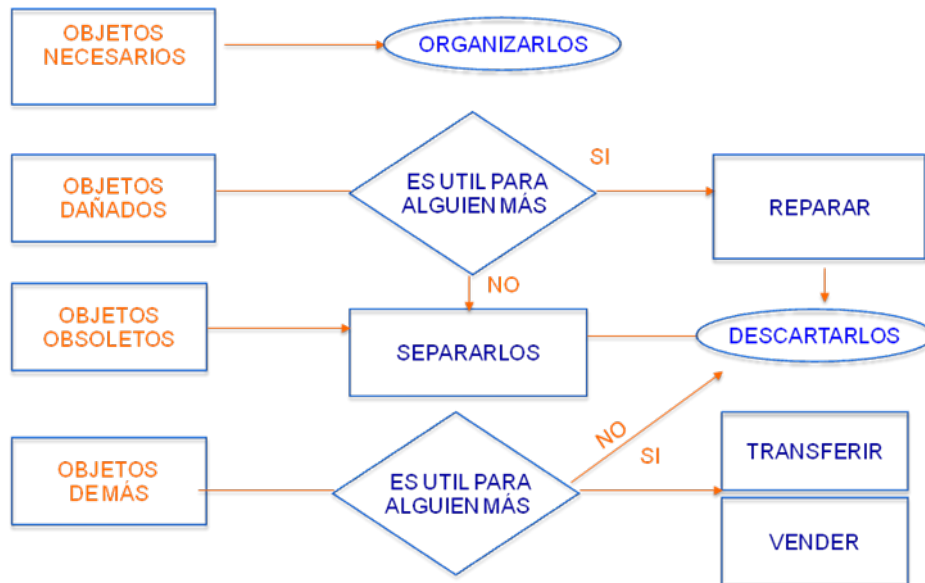 OBJETOS
NECESARIOS
ORGANIZARLOS
OBJETOS
DAÑADOS
ES UTIL PARA
ALGUIEN MÁS
SI
REPARAR
NO
OBJETOS
OBSOLETOS
SEPARARLOS
DESCARTARLOS
OBJETOS
DE MÁS
ES UTIL PARA
ALGUIEN MÁS
NO
SI
TRANSFERIR
VENDER